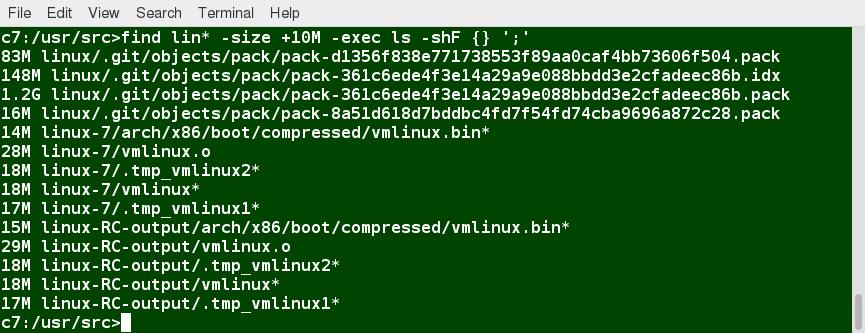 File Edit View Search Terminal Help
c7:/usr/src>find lin* -size +10M -exec ls -shF {} ';'
83M linux/.git/objects/pack/pack-d1356f838e771738553f89aa0caf4bb73606f504.pack
148M linux/.git/objects/pack/pack-361c6ede4f3e14a29a9e088bbdd3e2cfadeec86b.idx
1.2G linux/.git/objects/pack/pack-361c6ede4f3e14a29a9e088bbdd3e2cfadeec86b.pack
16M linux/.git/objects/pack/pack-8a51d618d7bddbc4fd7f54fd74cba9696a872c28.pack
14M linux-7/arch/x86/boot/compressed/vmlinux.bin*
28M linux-7/vmlinux.o
18M linux-7/.tmp_vmlinux2*
18M linux-7/vmlinux*
17M linux-7/.tmp_vmlinux1*
15M linux-RC-output/arch/x86/boot/compressed/vmlinux.bin*
29M linux-RC-output/vmlinux.o
18M linux-RC-output/.tmp_vmlinux2*
18M linux-RC-output/vmlinux*
17M linux-RC-output/.tmp_vmlinux1*
c7:/usr/src>